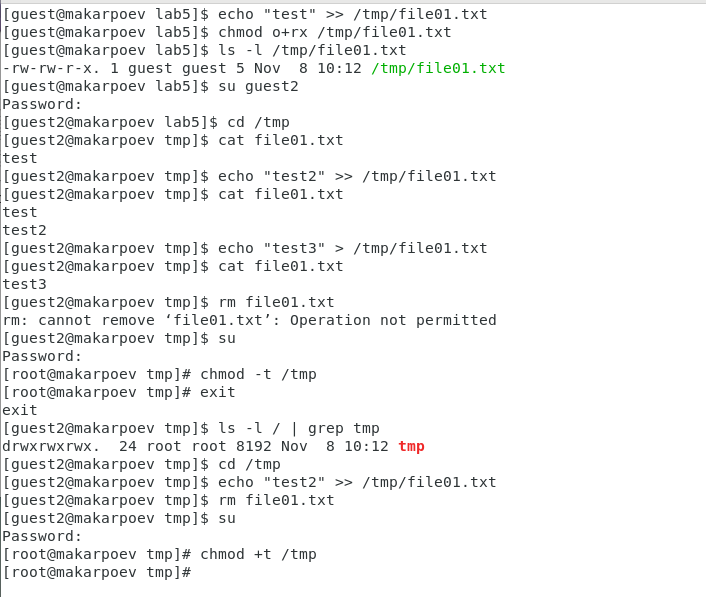 [guest@makarpoev lab5]$ echo "test" >> /tmp/file01.txt
[guest@makarpoev lab5]$ chmod o+rx /tmp/file01.txt
[guest@makarpoev lab5]$ ls -l /tmp/file01.txt
-rw-rw-r-x. 1 guest guest 5 Nov  8 10:12 /tmp/file01.txt
[guest@makarpoev lab5]$ su guest2
Password:
[guest2@makarpoev lab5]$ cd /tmp
[guest2@makarpoev tmp]$ cat file01.txt
test
[guest2@makarpoev tmp]$ echo "test2" >> /tmp/file01.txt
[guest2@makarpoev tmp]$ cat file01.txt
test
test2
[guest2@makarpoev tmp]$ echo "test3" > /tmp/file01.txt
[guest2@makarpoev tmp]$ cat file01.txt
test3
[guest2@makarpoev tmp]$ rm file01.txt
rm: cannot remove ‘file01.txt’: Operation not permitted
[guest2@makarpoev tmp]$ su
Password:
[root@makarpoev tmp]# chmod -t /tmp
[root@makarpoev tmp]# exit
exit
[guest2@makarpoev tmp]$ ls -l / | grep tmp
drwxrwxrwx.  24 root root 8192 Nov  8 10:12 tmp
[guest2@makarpoev tmp]$ cd /tmp
[guest2@makarpoev tmp]$ echo "test2" >> /tmp/file01.txt
[guest2@makarpoev tmp]$ rm file01.txt
[guest2@makarpoev tmp]$ su
Password:
[root@makarpoev tmp]# chmod +t /tmp
[root@makarpoev tmp]#